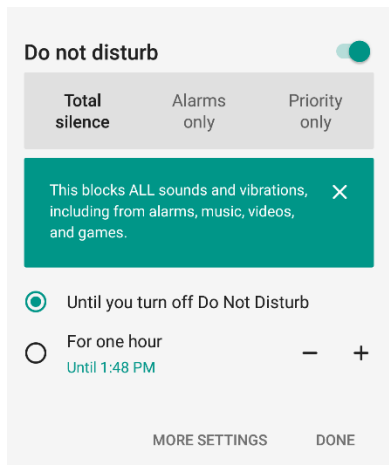 Do not disturb
Total silence
Alarms only
Priority only
This blocks ALL sounds and vibrations,
including from alarms, music, videos,
and games.
Until you turn off Do Not Disturb
For one hour
Until 1:48 PM
MORE SETTINGS DONE